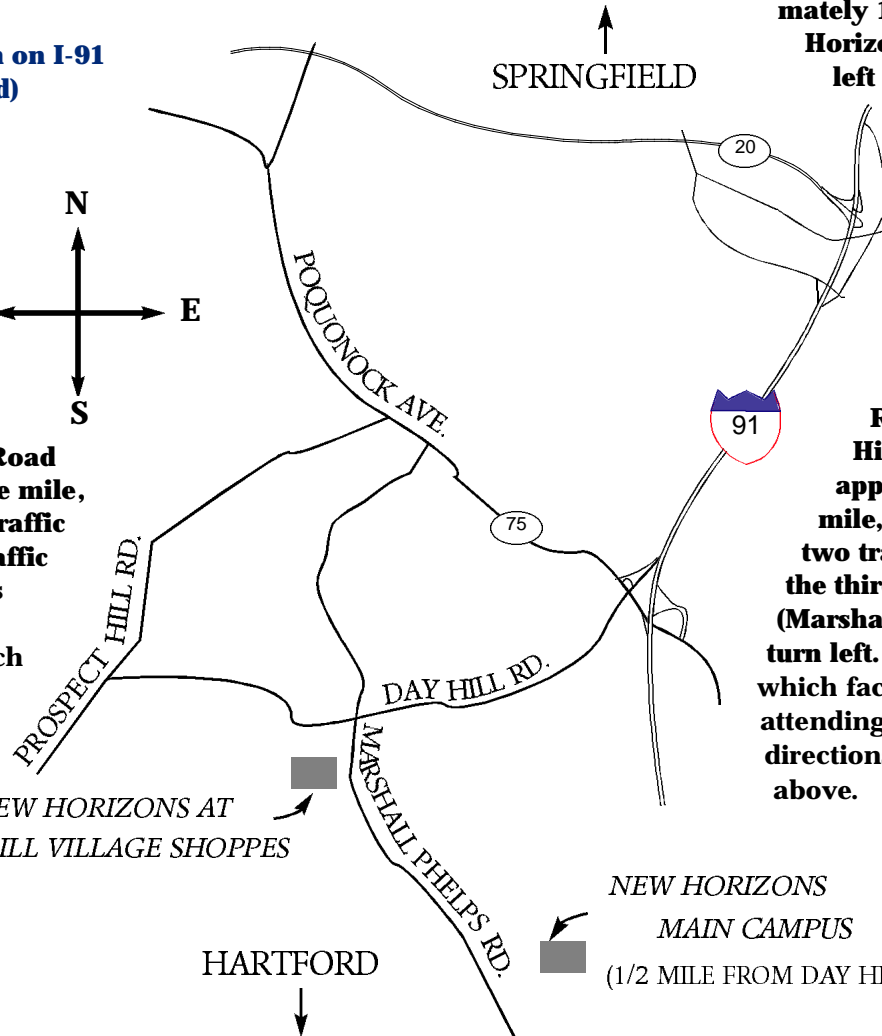 n on I-91
d)
mately 1
Horizo
left
SPRINGFIELD
20
N
E
S
POQUONOCK AVE.
91
Road
e mile,
raffic
affic
s
ch
R
Hi
app
mile,
two tra
the thir
(Marsha
turn left.
which fac
attending
direction
above.
75
PROSPECT HILL RD.
DAY HILL RD.
MARSHALL PHELPS RD.
EW HORIZONS AT
ILL VILLAGE SHOPPES
NEW HORIZONS
MAIN CAMPUS
(1/2 MILE FROM DAY HI
HARTFORD